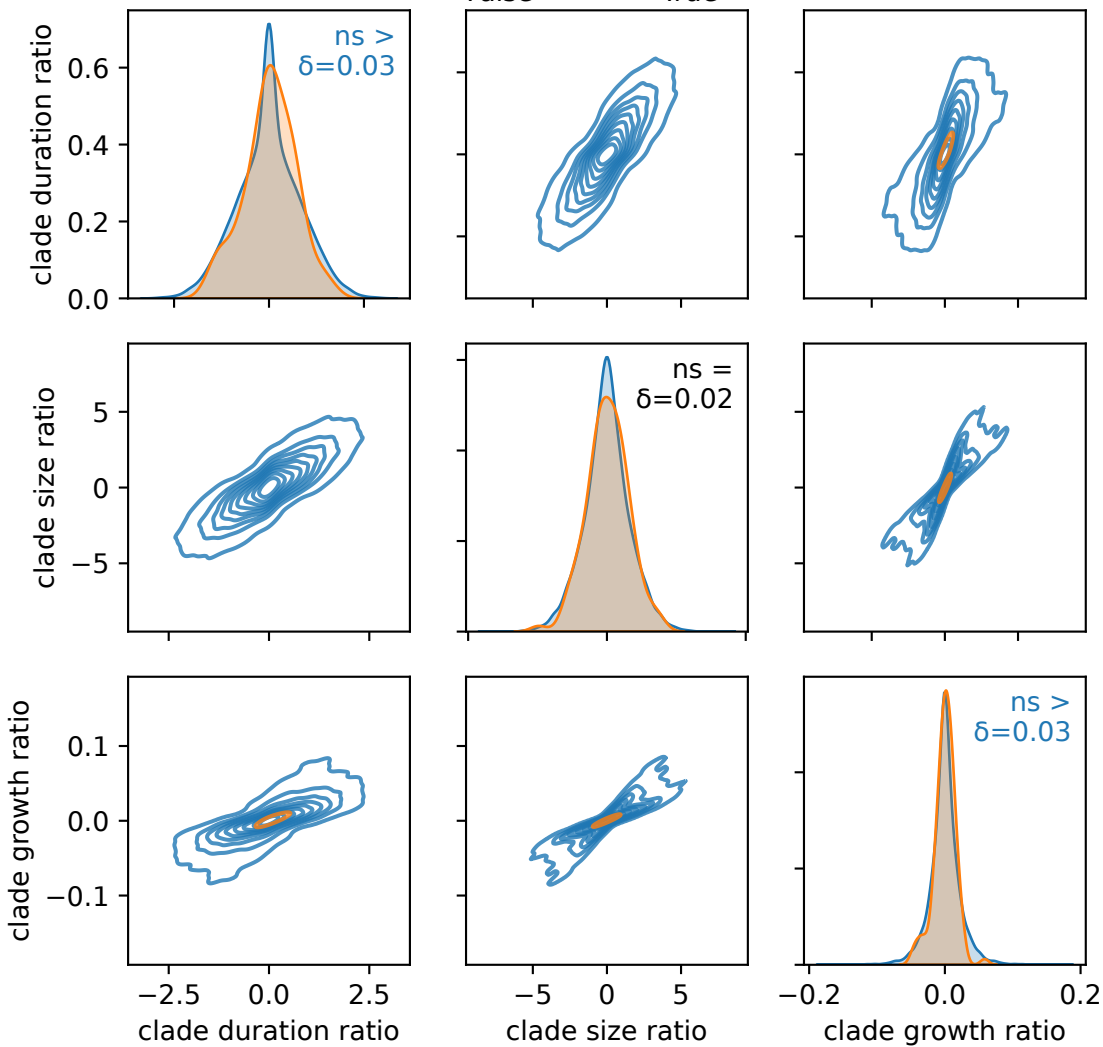 clade duration ratio
0.6
0.4
0.2
0.0
ns >
δ=0.03
clade size ratio
5
0
−5
ns =
δ=0.02
clade growth ratio
0.1
0.0
−0.1
ns >
δ=0.03
−2.5 0.0 2.5
−5 0 5
−0.2 0.0 0.2
clade duration ratio
clade size ratio
clade growth ratio